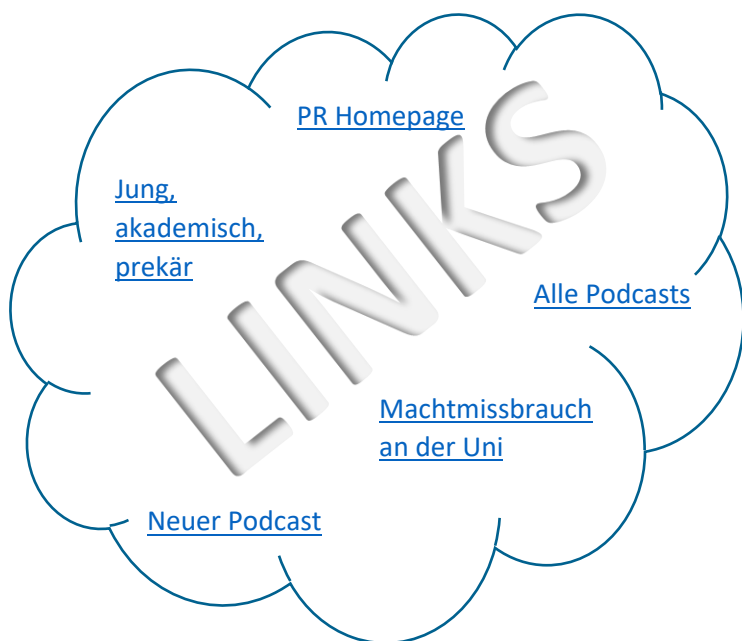 PR Homepage
Jung,
akademisch,
prekär
LINKS
Alle Podcasts
Machtmissbrauch
an der Uni
Neuer Podcast